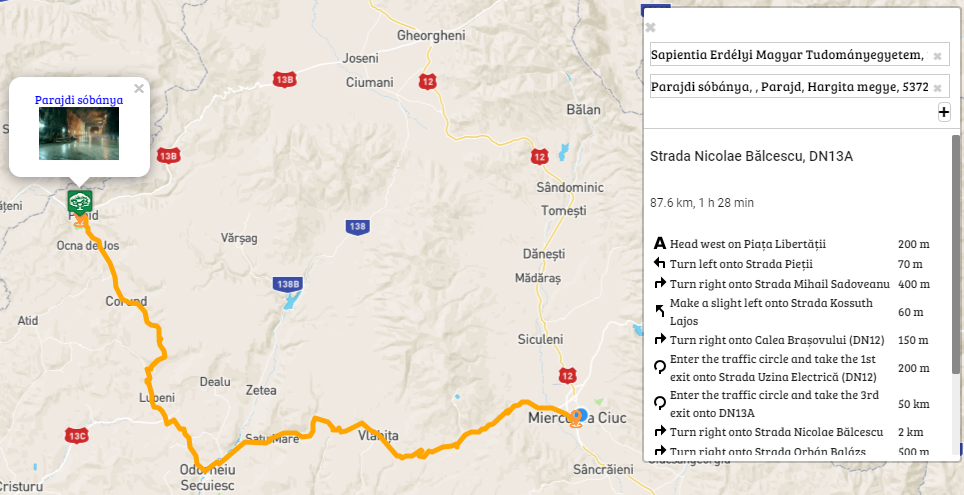 Gheorgheni
Joseni
13B
Ciumani
12
Bălan
Parajdi sóbánya
13B
12
Sândominic
Tomești
138
Vărșag
Ocna de Jos
Dănești
Mădăraș
138B
Corund
Atid
Siculeni
12
Dealu
Zetea
Lupeni
Miercurea Ciuc
Satu Mare
Vlăhița
13C
Odorheiu
Secuiesc
Sâncrăieni
Cristuru
Sapientia Erdélyi Magyar Tudományegyetem,
Parajdi sóbánya, , Parajd, Hargita megye, 5372
+
Strada Nicolae Bălcescu, DN13A
87.6 km, 1 h 28 min
Head west on Piața Libertății 200 m
Turn left onto Strada Pieții 70 m
Turn right onto Strada Mihail Sadoveanu 400 m
Make a slight left onto Strada Kossuth
Lajos 60 m
Turn right onto Calea Brașovului (DN12) 150 m
Enter the traffic circle and take the 1st
exit onto Strada Uzina Electrică (DN12) 200 m
Enter the traffic circle and take the 3rd
exit onto DN13A 50 km
Turn right onto Strada Nicolae Bălcescu 2 km
Turn right onto Strada Orbán Balázs 500 m